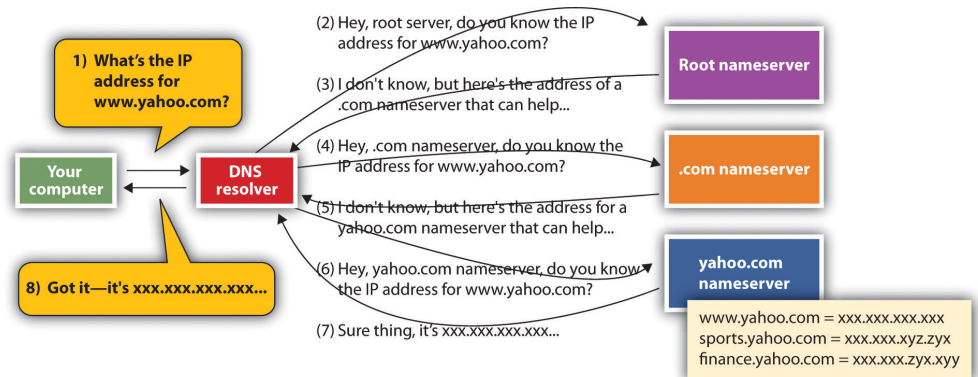 1) What's the IP
address for
www.yahoo.com?
Your
computer
DNS
resolver
8) Got it—it's xxx.xxx.xxx.xxx...
(2) Hey, root server, do you know the IP
address for www.yahoo.com?
(3) I don't know, but here's the address of a
.com nameserver that can help...
(4) Hey, .com nameserver, do you know the
IP address for www.yahoo.com?
(5) I don't know, but here's the address for a
yahoo.com nameserver that can help...
(6) Hey, yahoo.com nameserver, do you know
the IP address for www.yahoo.com?
(7) Sure thing, it's xxx.xxx.xxx.xxx...
Root nameserver
.com nameserver
yahoo.com
nameserver
www.yahoo.com = xxx.xxx.xxx.xxx
sports.yahoo.com = xxx.xxx.xyz.zyx
finance.yahoo.com = xxx.xxx.zyx.xyy